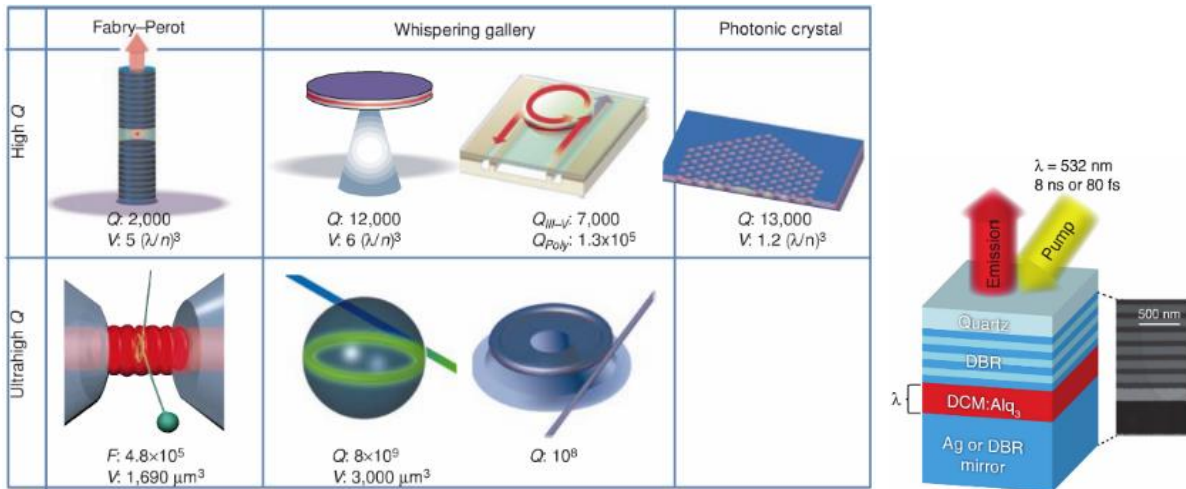 Fabry–Perot
Whispering gallery
Photonic crystal
High Q
Q: 2,000
V: 5 (λ/n)³
Q: 12,000
V: 6 (λ/n)³
Q_III–V: 7,000
Q_Poly: 1.3×10⁵
Q: 13,000
V: 1.2 (λ/n)³
Ultrahigh Q
F: 4.8×10⁵
V: 1,690 μm³
Q: 8×10⁹
V: 3,000 μm³
Q: 10⁸
λ = 532 nm
8 ns or 80 fs
Emission
Pump
Quartz
DBR
λ
DCM:Alq₃
Ag or DBR
mirror
500 nm